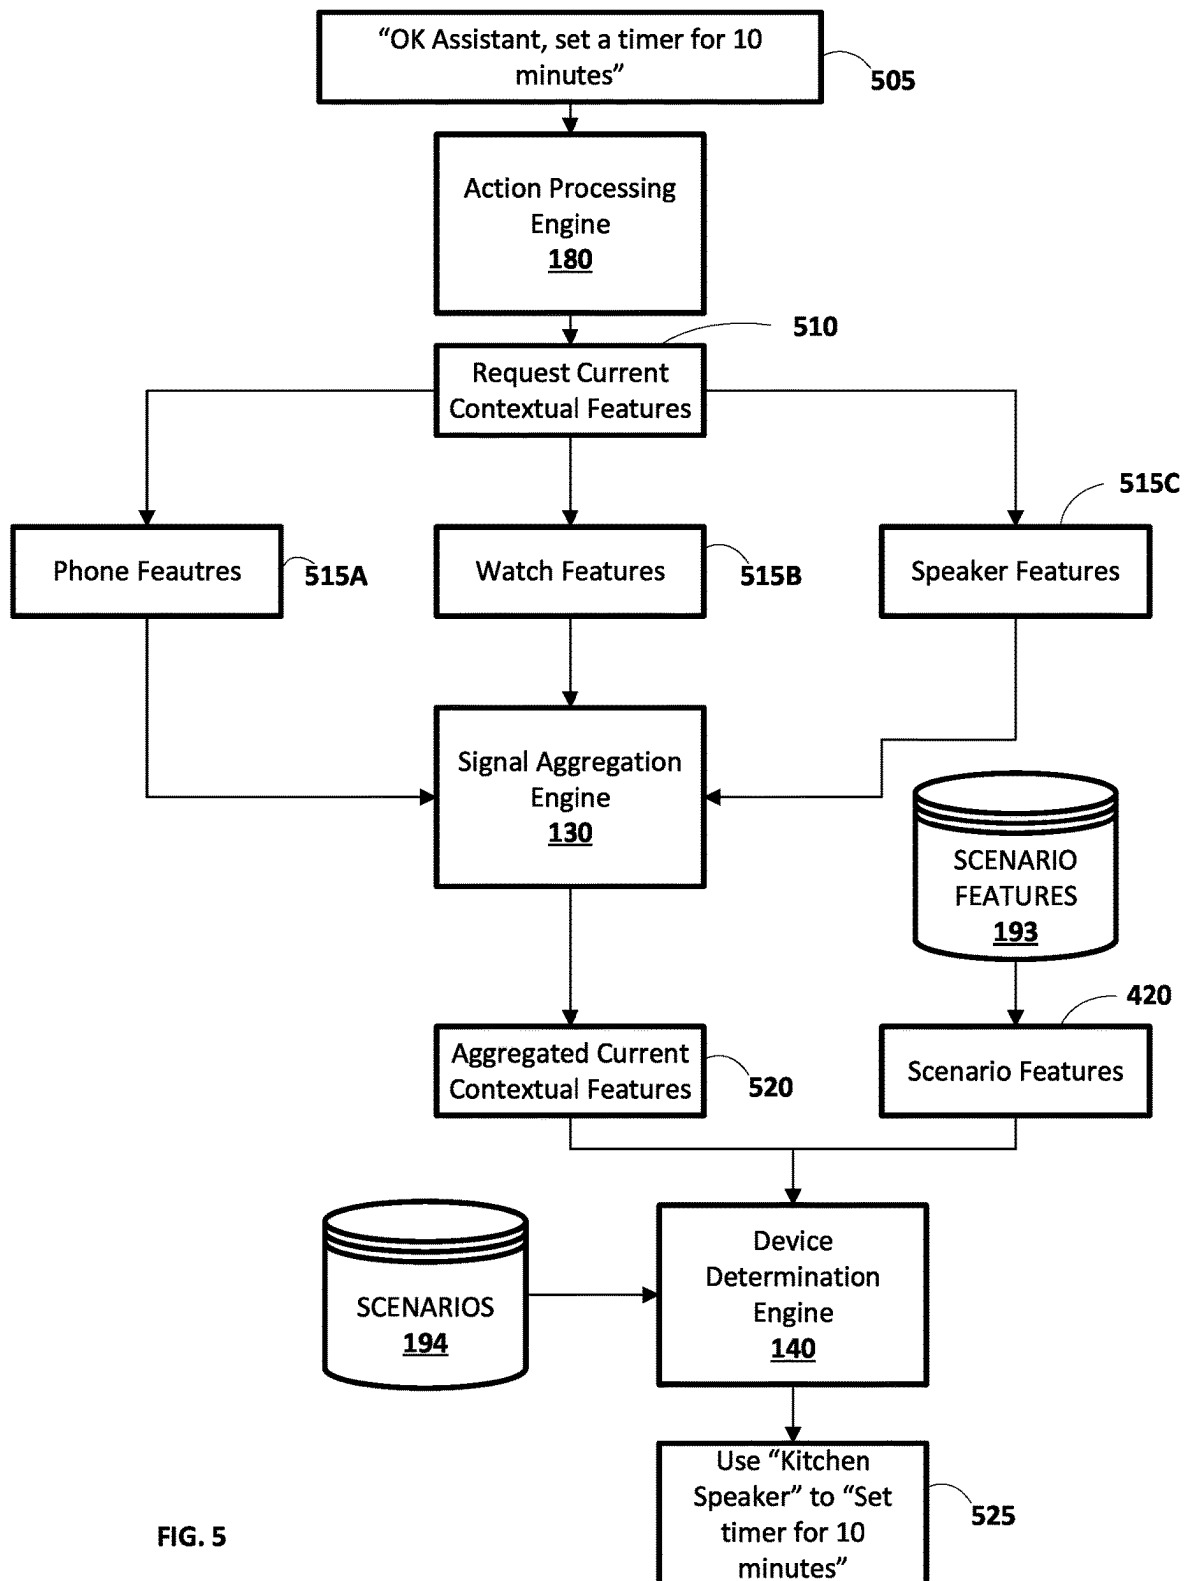 “OK Assistant, set a timer for 10
minutes”
505
Action Processing
Engine
180
510
Request Current
Contextual Features
515C
Phone Feautres
515A
Watch Features
515B
Speaker Features
Signal Aggregation
Engine
130
SCENARIO
FEATURES
193
420
Aggregated Current
Contextual Features
520
Scenario Features
Device
Determination
Engine
140
SCENARIOS
194
Use “Kitchen
Speaker” to “Set
timer for 10
minutes”
525
FIG. 5